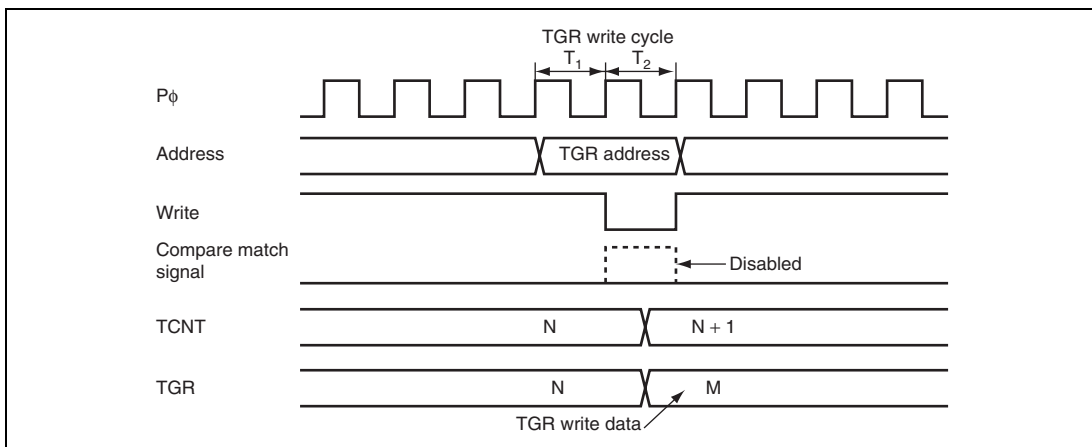 TGR write cycle
T1 T2
Pϕ
Address
TGR address
Write
Compare match
signal
Disabled
TCNT
N
N + 1
TGR
N
M
TGR write data